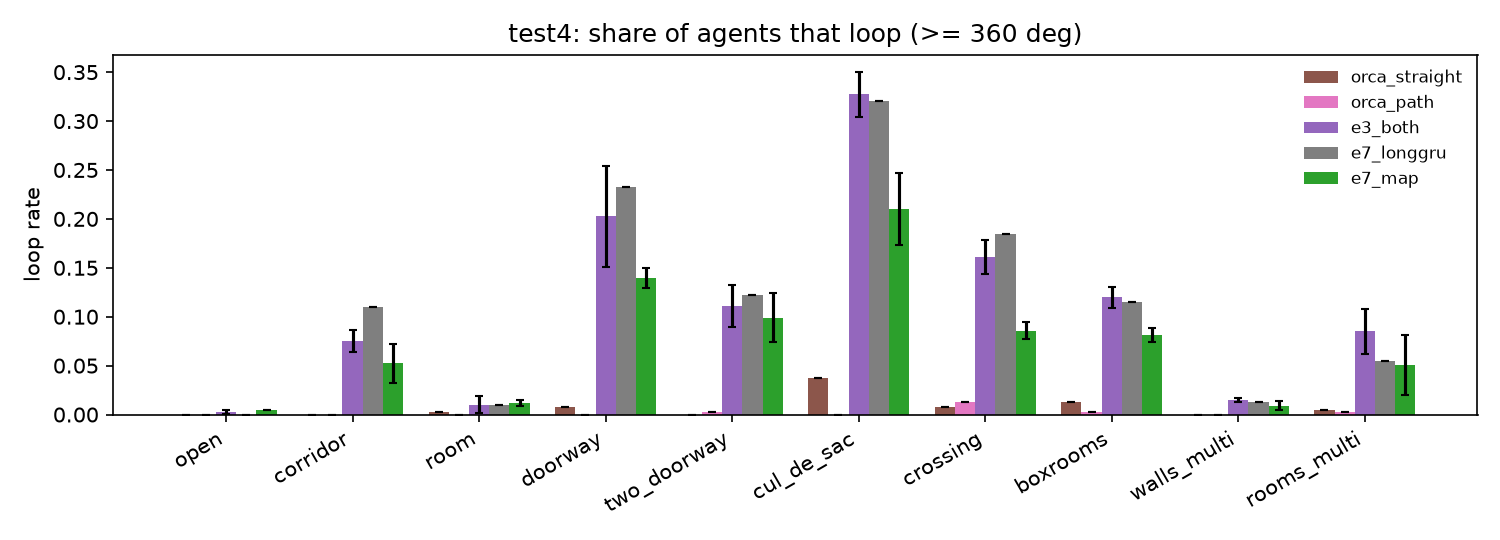 test4: share of agents that loop (>= 360 deg)
loop rate
0.35
0.30
0.25
0.20
0.15
0.10
0.05
0.00
orca_straight
orca_path
e3_both
e7_longgru
e7_map
open
corridor
room
doorway
two_doorway
cul_de_sac
crossing
boxrooms
walls_multi
rooms_multi